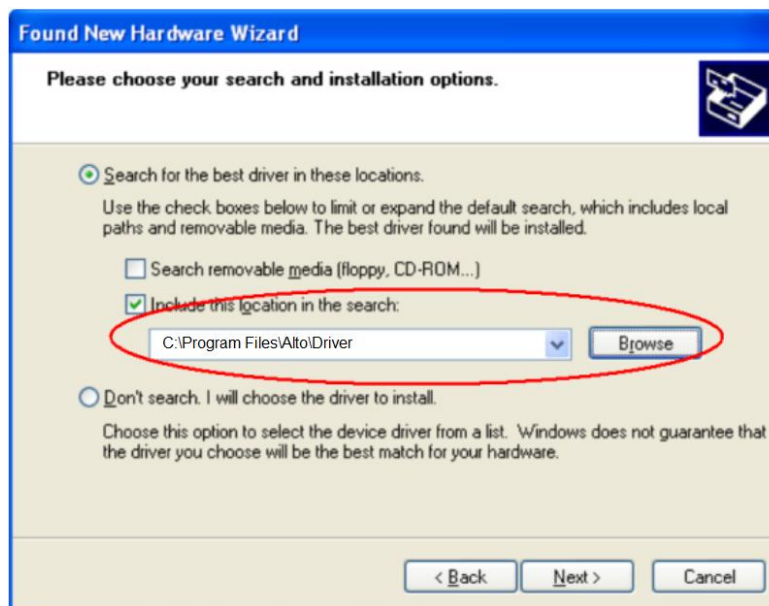 Found New Hardware Wizard
Please choose your search and installation options.
Search for the best driver in these locations.
Use the check boxes below to limit or expand the default search, which includes local
paths and removable media. The best driver found will be installed.
Search removable media (floppy, CD-ROM...)
Include this location in the search:
C:\Program Files\Alto\Driver
Browse
Don't search. I will choose the driver to install.
Choose this option to select the device driver from a list. Windows does not guarantee that
the driver you choose will be the best match for your hardware.
< Back
Next >
Cancel